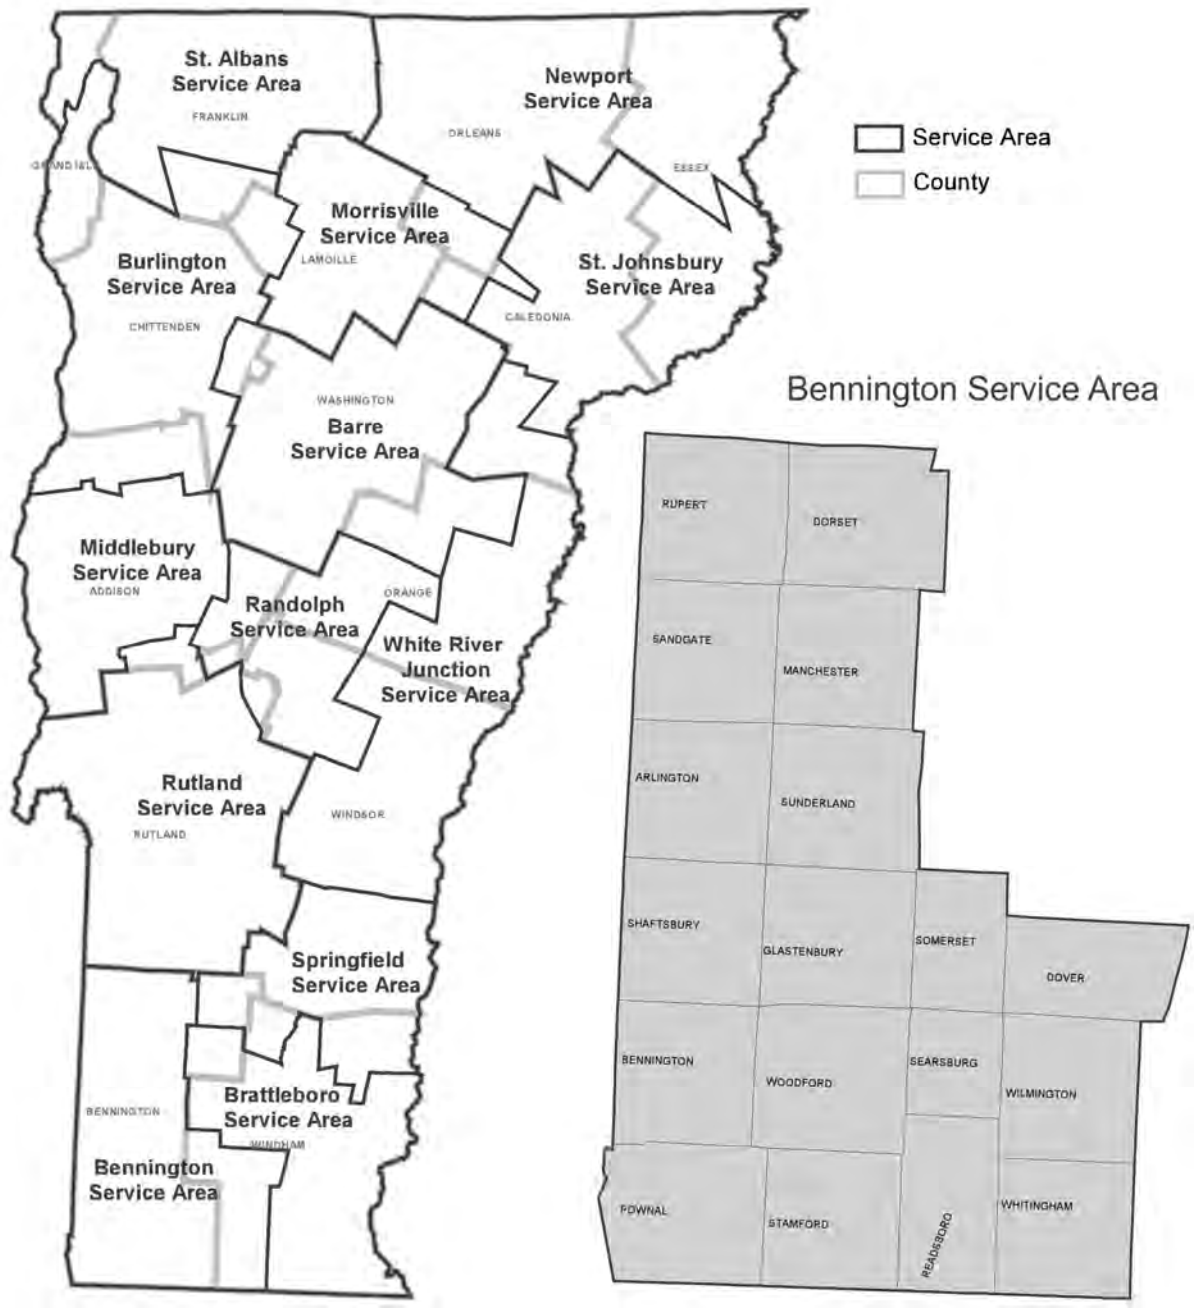 St. Albans
Service Area
FRANKLIN
Newport
Service Area
ORLEANS
ESSEX
GRAND ISLE
Service Area
County
Morrisville
Service Area
LAMOILLE
Burlington
Service Area
CHITTENDEN
St. Johnsbury
Service Area
CALEDONIA
WASHINGTON
Barre
Service Area
Middlebury
Service Area
ADDISON
Randolph
Service Area
ORANGE
White River
Junction
Service Area
Rutland
Service Area
RUTLAND
WINDSOR
Springfield
Service Area
Brattleboro
Service Area
WINDHAM
BENNINGTON
Bennington
Service Area
Bennington Service Area
RUPERT
DORSET
SANDGATE
MANCHESTER
ARLINGTON
SUNDERLAND
SHAFTSBURY
GLASTENBURY
SOMERSET
DOVER
BENNINGTON
WOODFORD
SEARSBURG
WILMINGTON
POWNAL
STAMFORD
READSBORO
WHITINGHAM